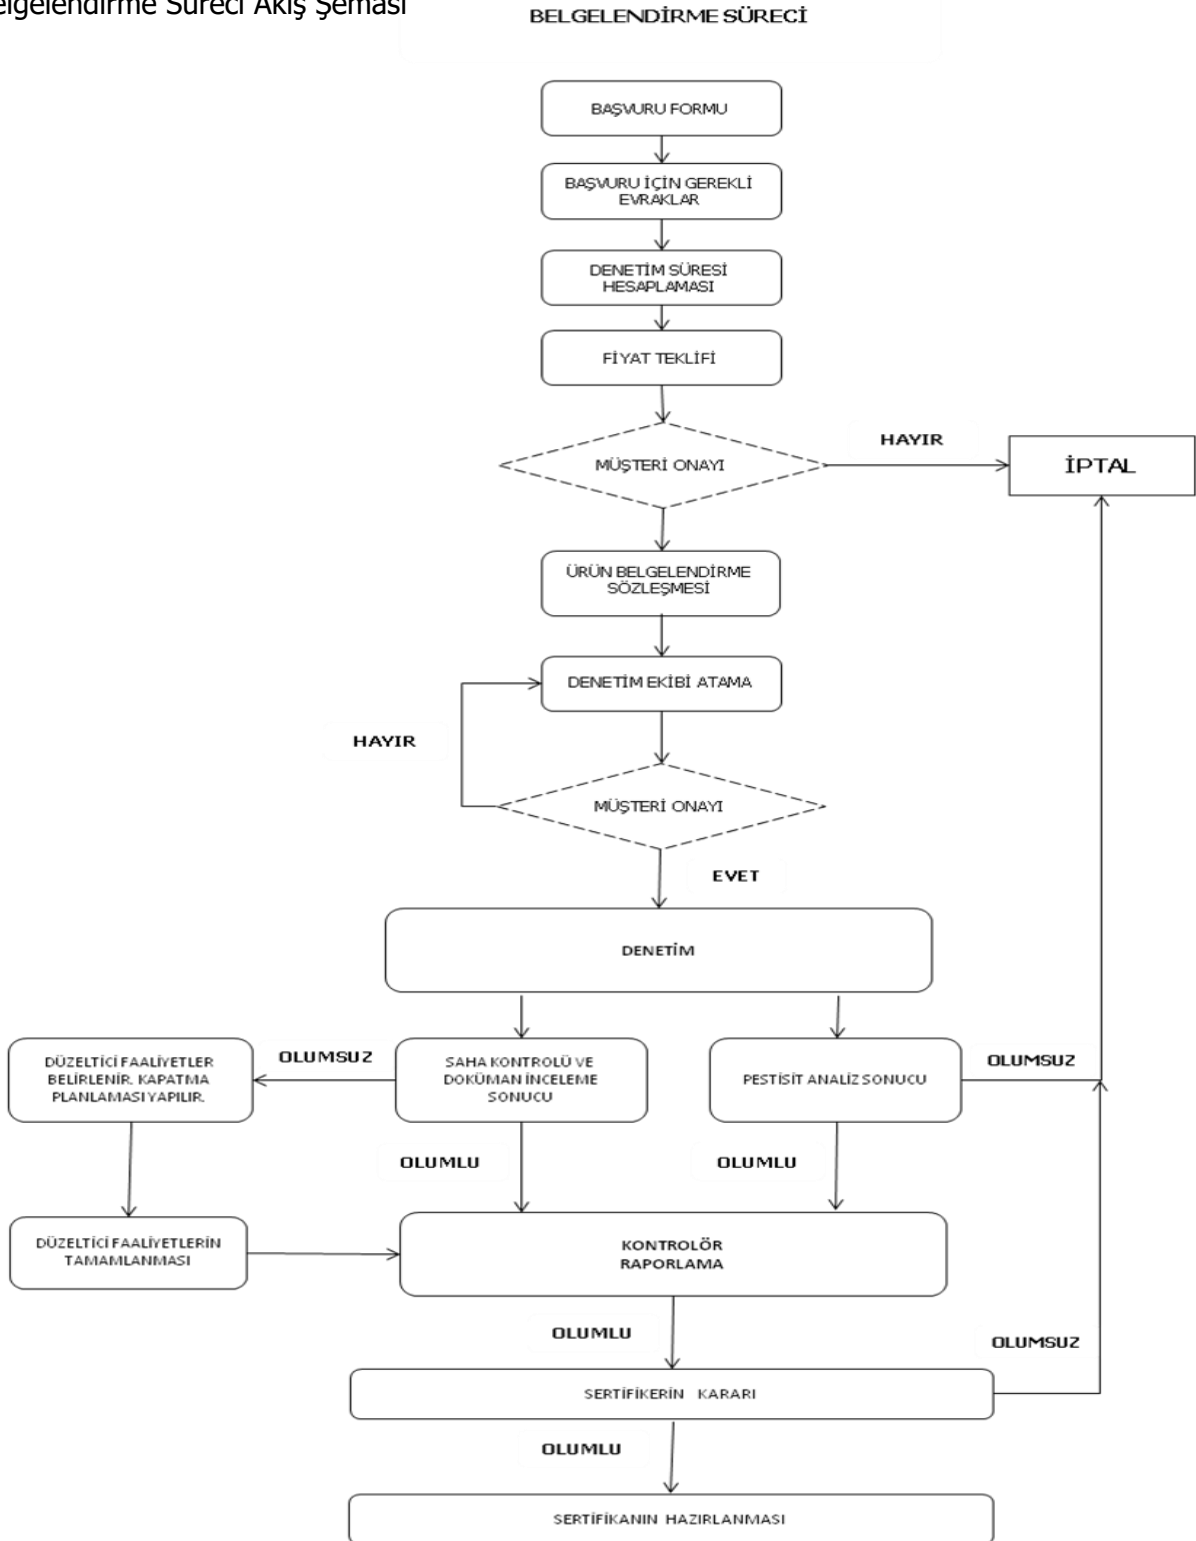 elgelendirme Süreci Akış Şeması
BELGELENDİRME SÜRECİ
BAŞVURU FORMU
BAŞVURU İÇİN GEREKLİ
EVRAKLAR
DENETİM SÜRESİ
HESAPLAMASI
FİYAT TEKLİFİ
MÜŞTERİ ONAYI
HAYIR
İPTAL
ÜRÜN BELGELENDİRME
SÖZLEŞMESİ
DENETİM EKİBİ ATAMA
HAYIR
MÜŞTERİ ONAYI
EVET
DENETİM
DÜZELTİCİ FAALİYETLER
BELİRLENİR. KAPATMA
PLANLAMASI YAPILIR.
OLUMSUZ
SAHA KONTROLÜ VE
DOKÜMAN İNCELEME
SONUCU
PESTİSİT ANALİZ SONUCU
OLUMSUZ
OLUMLU
OLUMLU
DÜZELTİCİ FAALİYETLERİN
TAMAMLANMASI
KONTROLÖR
RAPORLAMA
OLUMLU
OLUMSUZ
SERTİFİKERİN KARARI
OLUMLU
SERTİFİKANIN HAZIRLANMASI